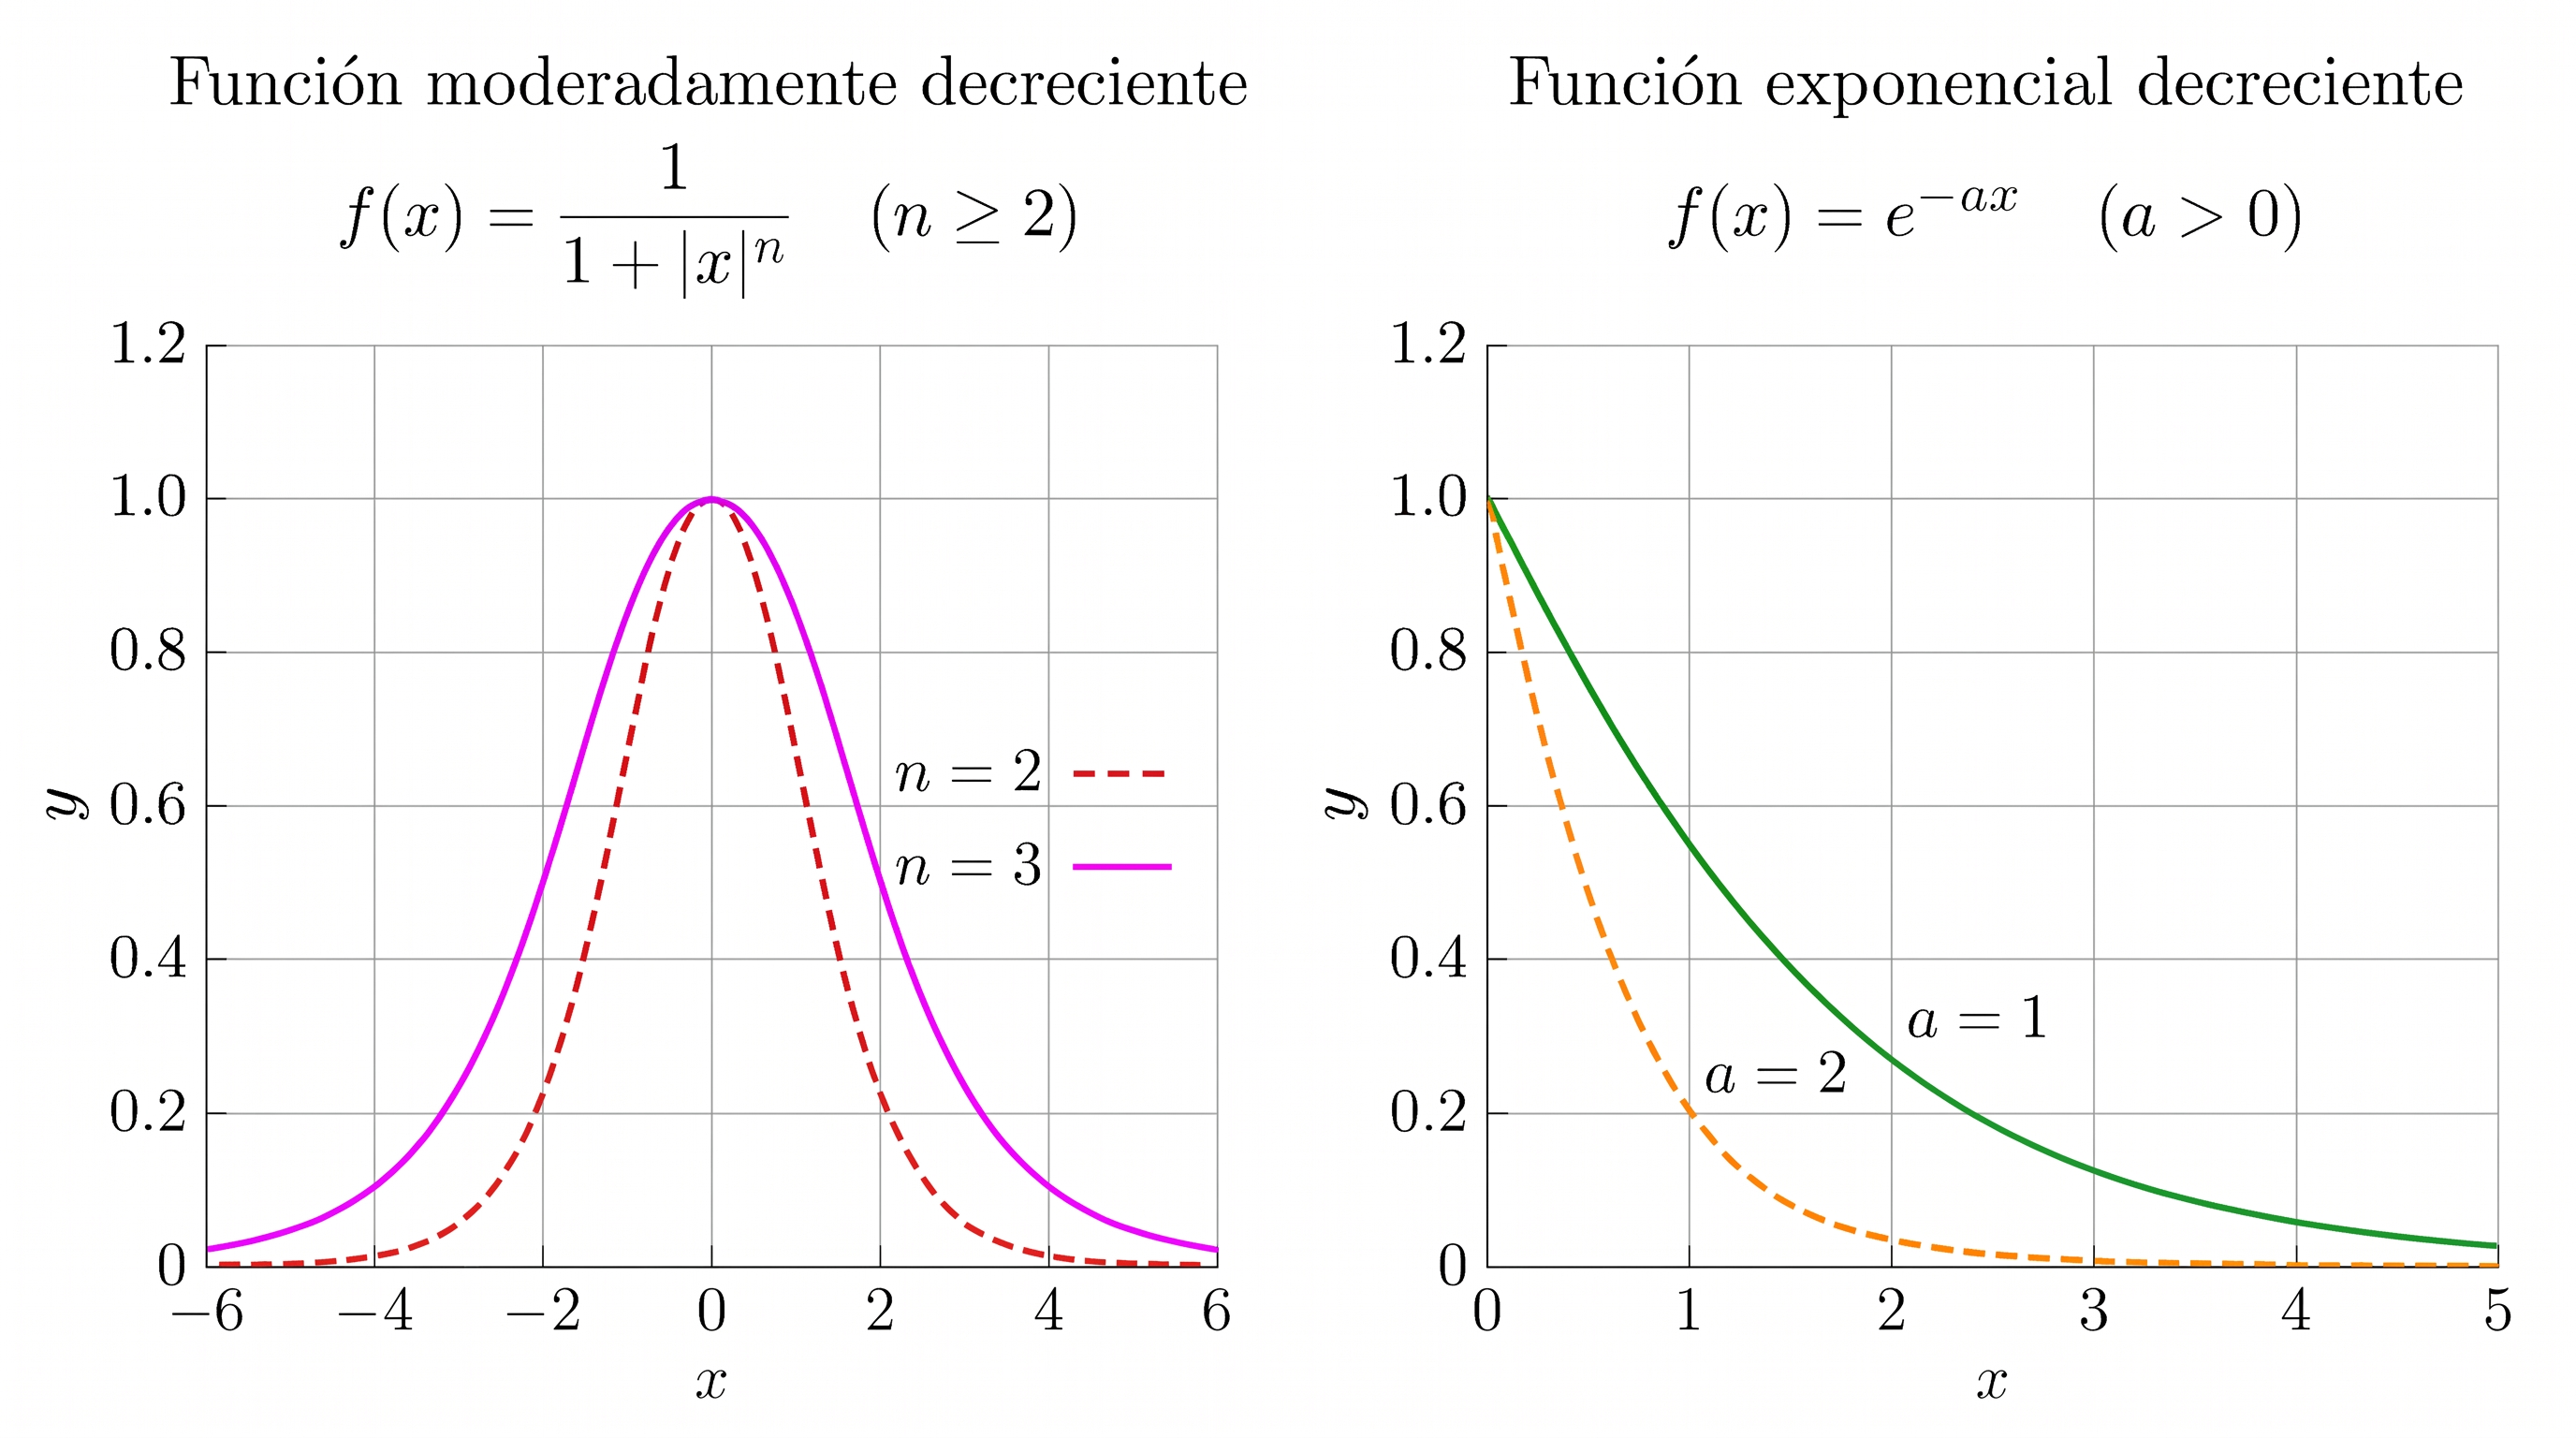 Función moderadamente decreciente
f(x) = 1 / (1 + |x|ⁿ) (n ≥ 2)
1.2
1.0
0.8
0.6
0.4
0.2
0
y
n = 2
n = 3
−6 −4 −2 0 2 4 6
x
Función exponencial decreciente
f(x) = e^{−ax} (a > 0)
1.2
1.0
0.8
0.6
0.4
0.2
0
y
a = 1
a = 2
0 1 2 3 4 5
x